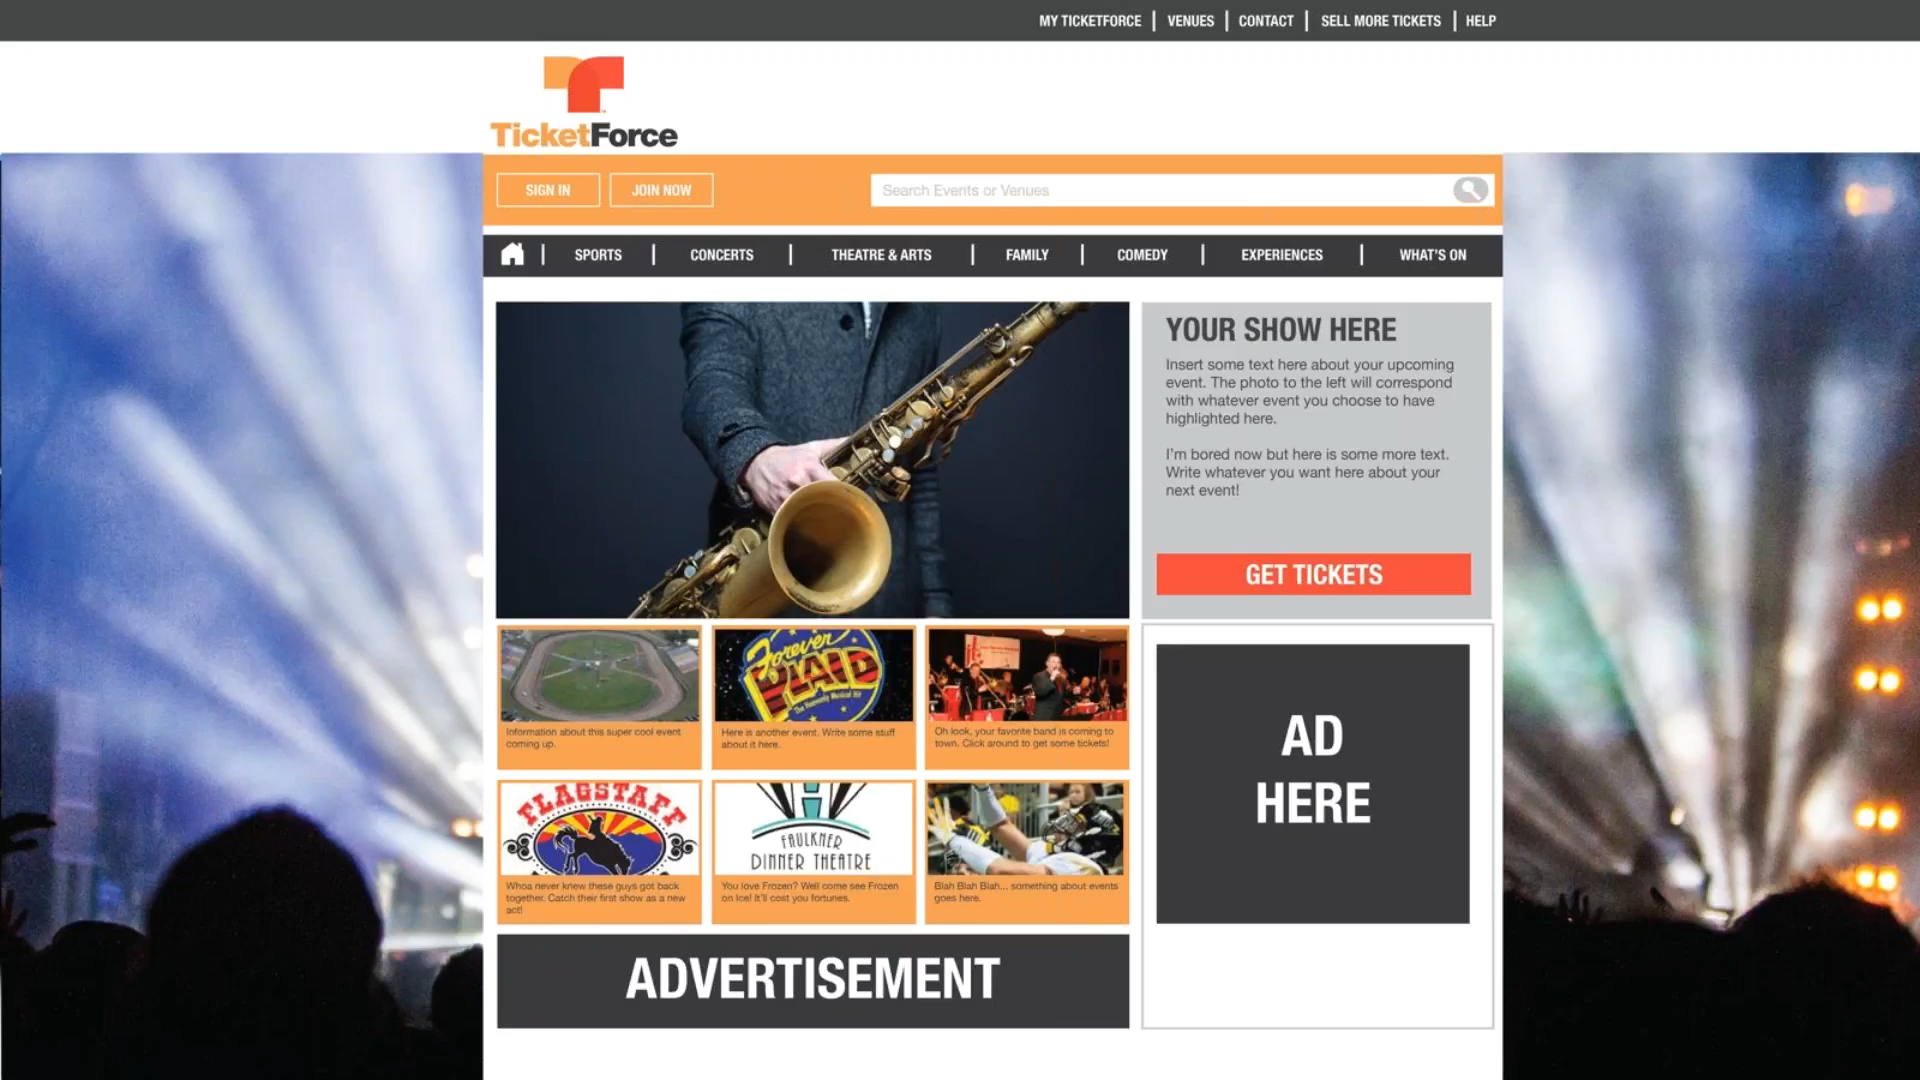 MY TICKETFORCE | VENUES | CONTACT | SELL MORE TICKETS | HELP
TicketForce
SIGN IN
JOIN NOW
Search Events or Venues
SPORTS | CONCERTS | THEATRE & ARTS | FAMILY | COMEDY | EXPERIENCES | WHAT'S ON
YOUR SHOW HERE
Insert some text here about your upcoming
event. The photo to the left will correspond
with whatever event you choose to have
highlighted here.
I'm bored now but here is some more text.
Write whatever you want here about your
next event!
GET TICKETS
Information about this super cool event
coming up.
Forever
PLAID
The Heavenly Musical Hit
Here is another event. Write some stuff
about it here.
Oh look, your favorite band is coming to
town. Click around to get some tickets!
FLAGSTAFF
Whoa never knew these guys got back
together. Catch their first show as a new
act!
FAULKNER
DINNER THEATRE
You love Frozen? Well come see Frozen
on Ice! It'll cost you fortunes.
Blah Blah Blah... something about events
goes here.
AD
HERE
ADVERTISEMENT